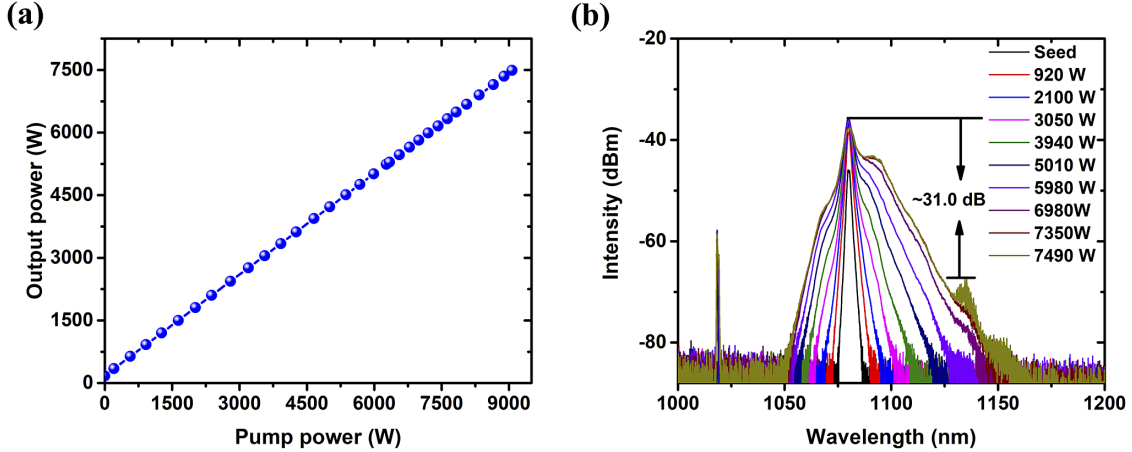 (a)
7500
6000
4500
3000
1500
0
Output power (W)
0 1500 3000 4500 6000 7500 9000
Pump power (W)
(b)
-20
-40
-60
-80
Intensity (dBm)
1000 1050 1100 1150 1200
Wavelength (nm)
Seed
920 W
2100 W
3050 W
3940 W
5010 W
5980 W
6980W
7350W
7490 W
~31.0 dB